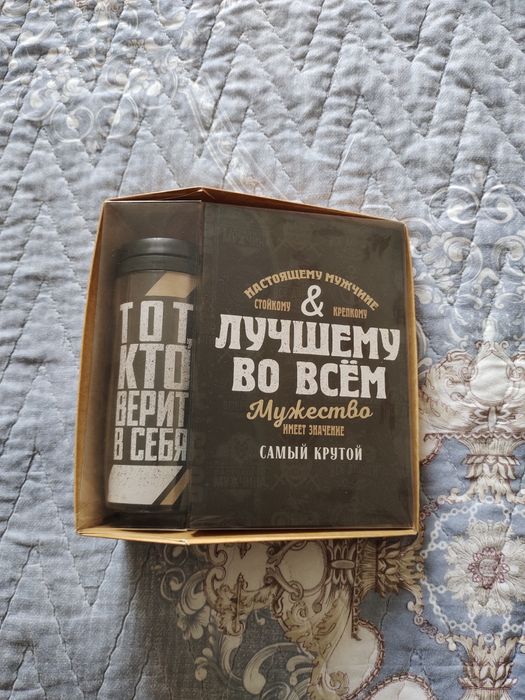 ТОТ,
КТО
ВЕРИТ
В СЕБЯ
НАСТОЯЩЕМУ МУЖЧИНЕ
СТОЙКОМУ & КРЕПКОМУ
ЛУЧШЕМУ
ВО ВСЁМ
Мужество
ИМЕЕТ ЗНАЧЕНИЕ
САМЫЙ КРУТОЙ